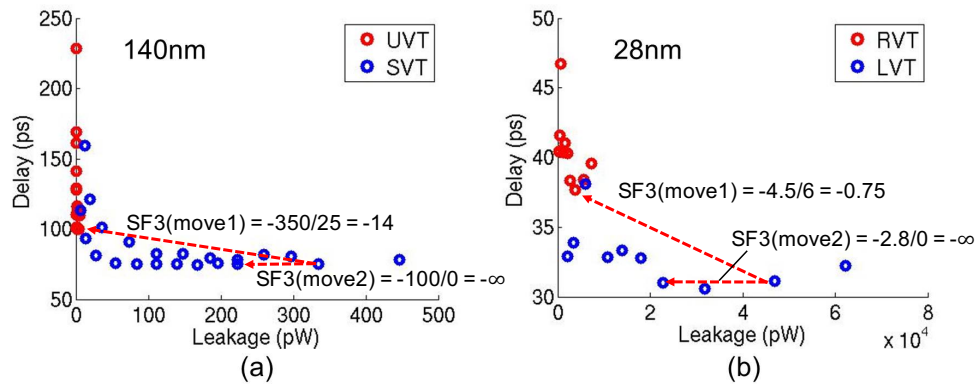 250
200
150
100
50
0
100
200
300
400
500
Delay (ps)
Leakage (pW)
140nm
UVT
SVT
SF3(move1) = -350/25 = -14
SF3(move2) = -100/0 = -∞
(a)
50
45
40
35
30
0
2
4
6
8
x 10⁴
Delay (ps)
Leakage (pW)
28nm
RVT
LVT
SF3(move1) = -4.5/6 = -0.75
SF3(move2) = -2.8/0 = -∞
(b)